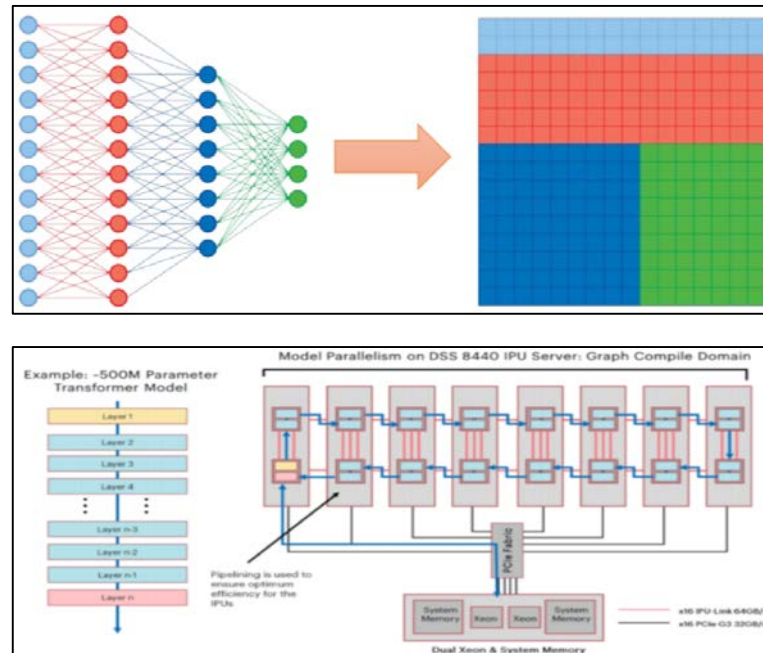 Model Parallelism on DSS 8440 IPU Server: Graph Compile Domain
Example: ~500M Parameter
Transformer Model
Layer 1
Layer 2
Layer 3
Layer 4
Layer n-3
Layer n-2
Layer n-1
Layer n
Pipelining is used to
ensure optimum
efficiency for the
IPUs
PCIe Fabric
System
Memory
Xeon
Xeon
System
Memory
Dual Xeon & System Memory
x16 IPU-Link 64GB/
x16 PCIe-G3 32GB/